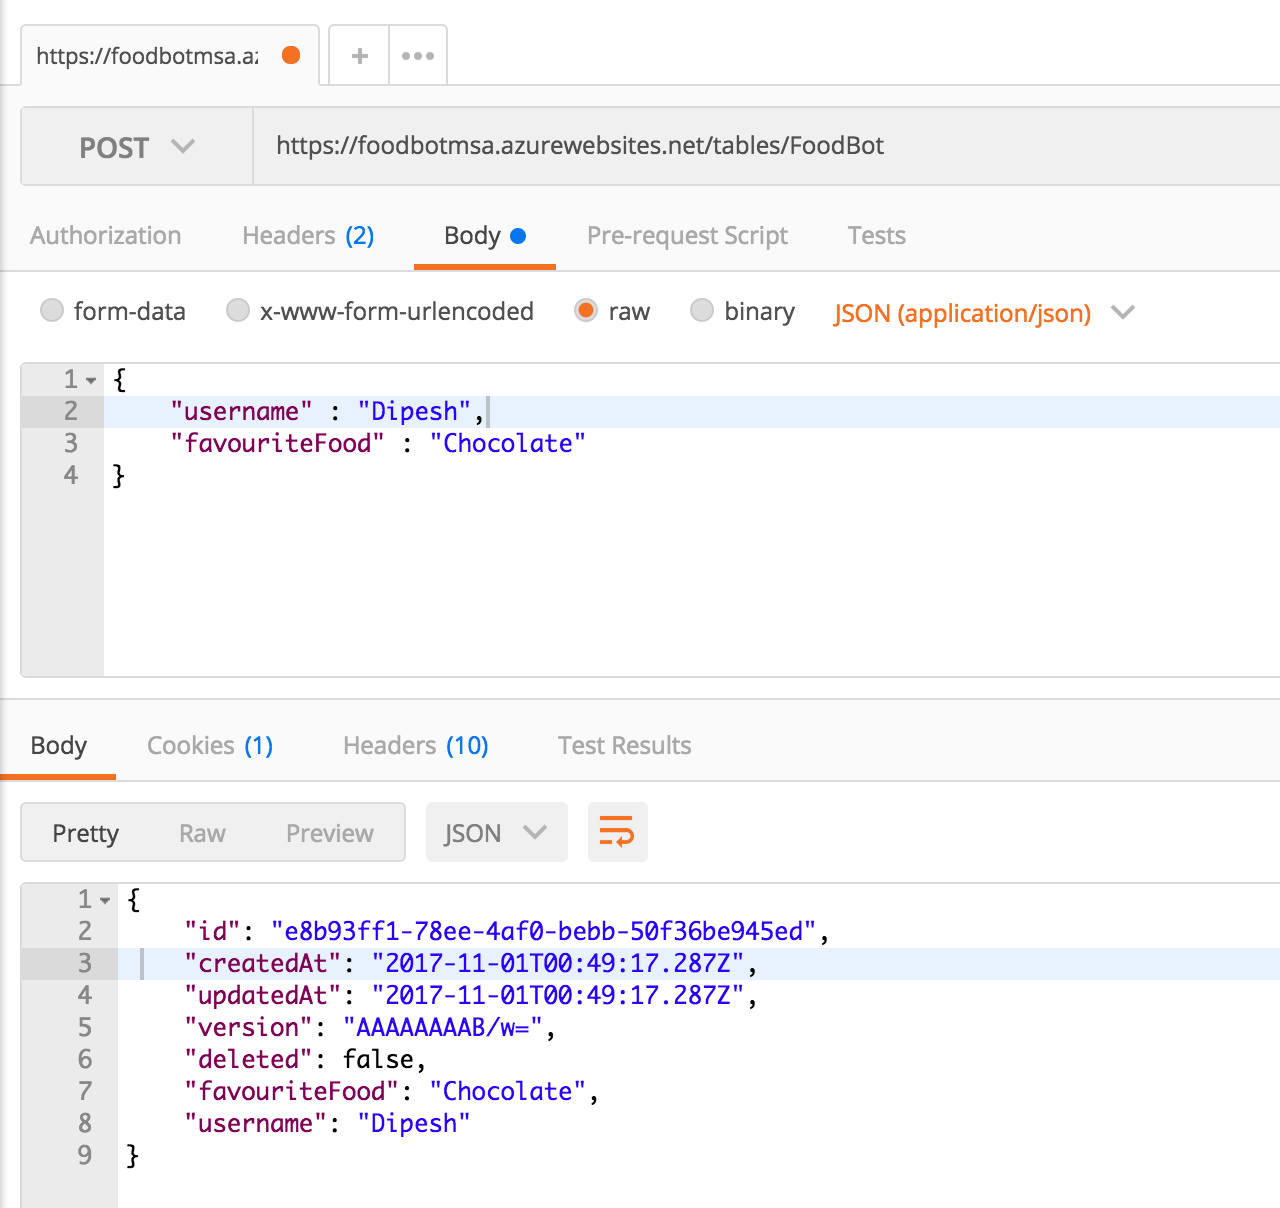 https://foodbotmsa.az
POST https://foodbotmsa.azurewebsites.net/tables/FoodBot
Authorization Headers (2) Body Pre-request Script Tests
form-data x-www-form-urlencoded raw binary JSON (application/json)
1 {
2 "username" : "Dipesh",
3 "favouriteFood" : "Chocolate"
4 }
Body Cookies (1) Headers (10) Test Results
Pretty Raw Preview JSON
1 {
2 "id": "e8b93ff1-78ee-4af0-bebb-50f36be945ed",
3 "createdAt": "2017-11-01T00:49:17.287Z",
4 "updatedAt": "2017-11-01T00:49:17.287Z",
5 "version": "AAAAAAAAB/w=",
6 "deleted": false,
7 "favouriteFood": "Chocolate",
8 "username": "Dipesh"
9 }